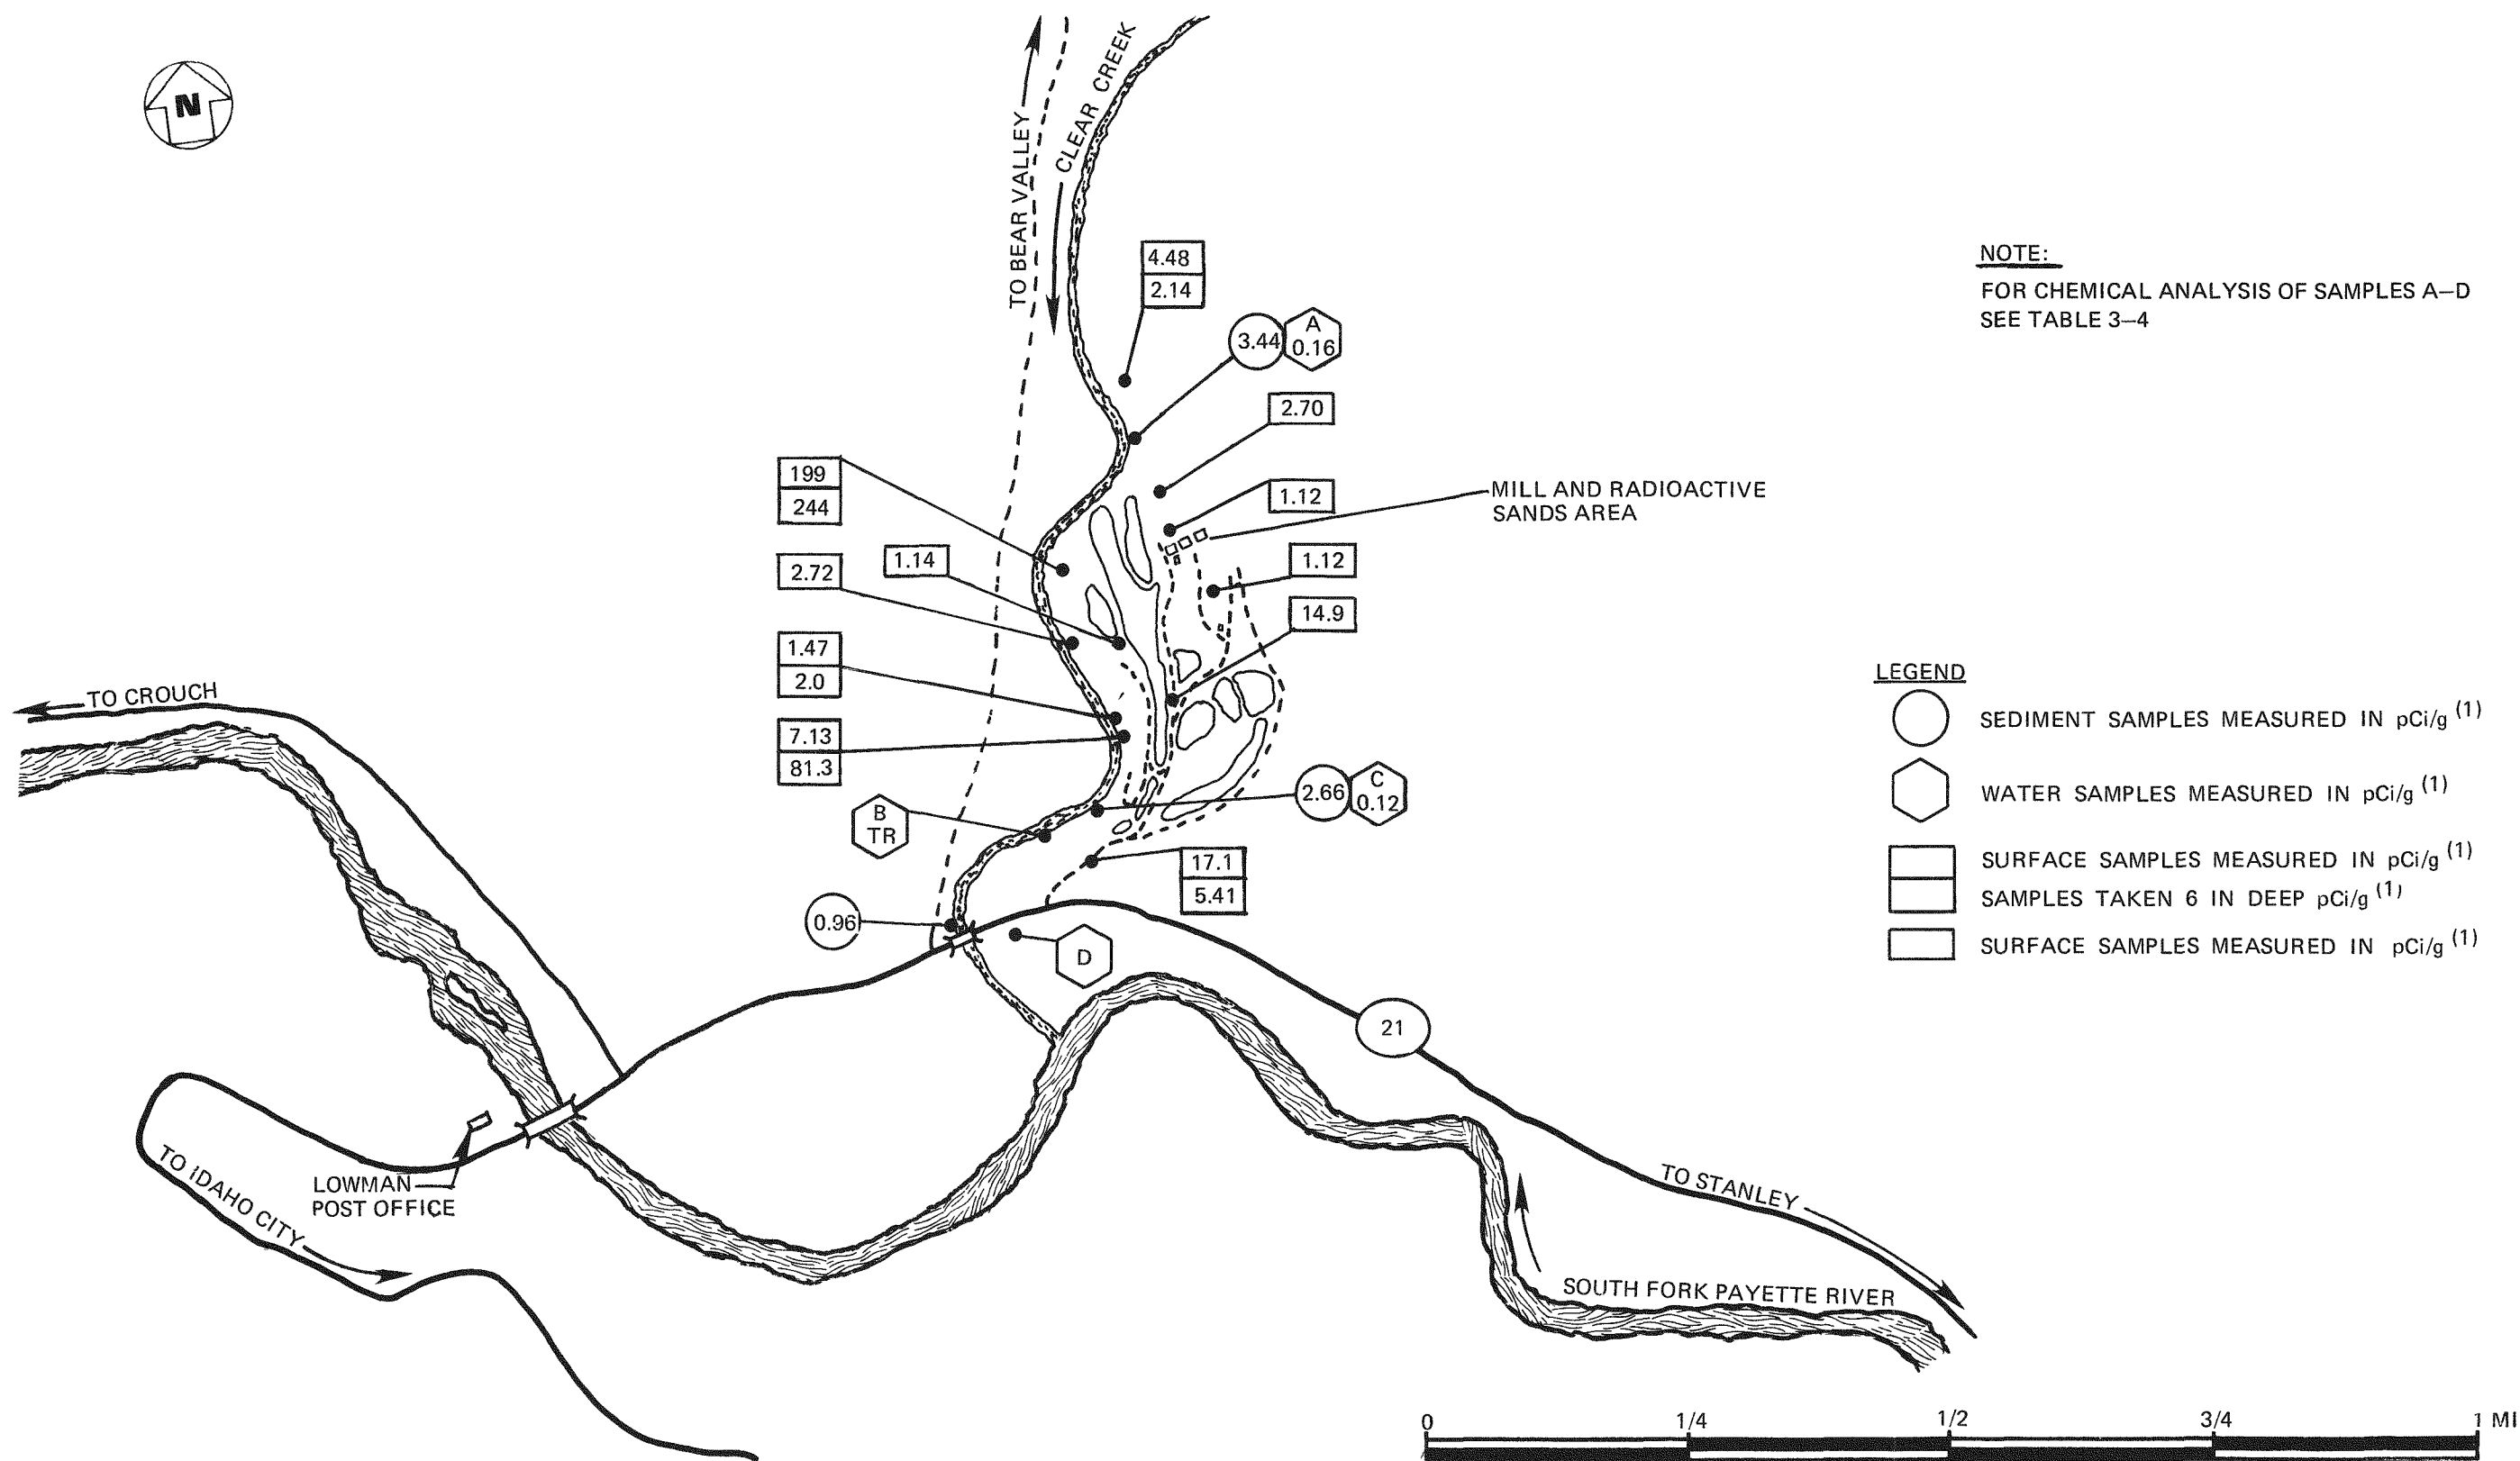 N
TO BEAR VALLEY
CLEAR CREEK
4.48
2.14
NOTE:
FOR CHEMICAL ANALYSIS OF SAMPLES A–D
SEE TABLE 3–4
3.44
A
0.16
2.70
199
244
1.12
MILL AND RADIOACTIVE
SANDS AREA
2.72
1.14
1.12
14.9
1.47
2.0
7.13
81.3
TO CROUCH
LEGEND
SEDIMENT SAMPLES MEASURED IN pCi/g (1)
WATER SAMPLES MEASURED IN pCi/g (1)
SURFACE SAMPLES MEASURED IN pCi/g (1)
SAMPLES TAKEN 6 IN DEEP pCi/g (1)
SURFACE SAMPLES MEASURED IN pCi/g (1)
2.66
C
0.12
B
TR
17.1
5.41
0.96
D
21
TO IDAHO CITY
LOWMAN
POST OFFICE
TO STANLEY
SOUTH FORK PAYETTE RIVER
0 1/4 1/2 3/4 1 MI